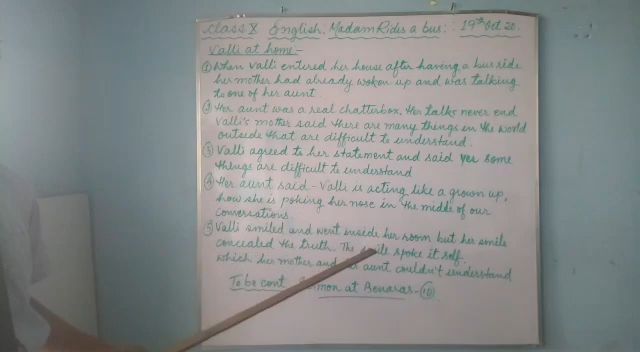 Class X English. Madam Rides a bus:: 19th Oct 20.
Valli at home:-
① When Valli entered her house after having a bus ride
her mother had already woken up and was talking
to one of her aunt
② Her aunt was a real chatterbox. Her talks never end
Valli's mother said there are many things in the world
outside that are difficult to understand.
③ Valli agreed to her statement and said yes some
things are difficult to understand
④ Her aunt said - Valli is acting like a grown up,
how she is poking her nose in the middle of our
conversations.
⑤ Valli smiled and went inside her room but her smile
concealed the truth. The smile spoke it self.
which her mother and her aunt. couldn't understand
To be cont at Benaras - ⑩